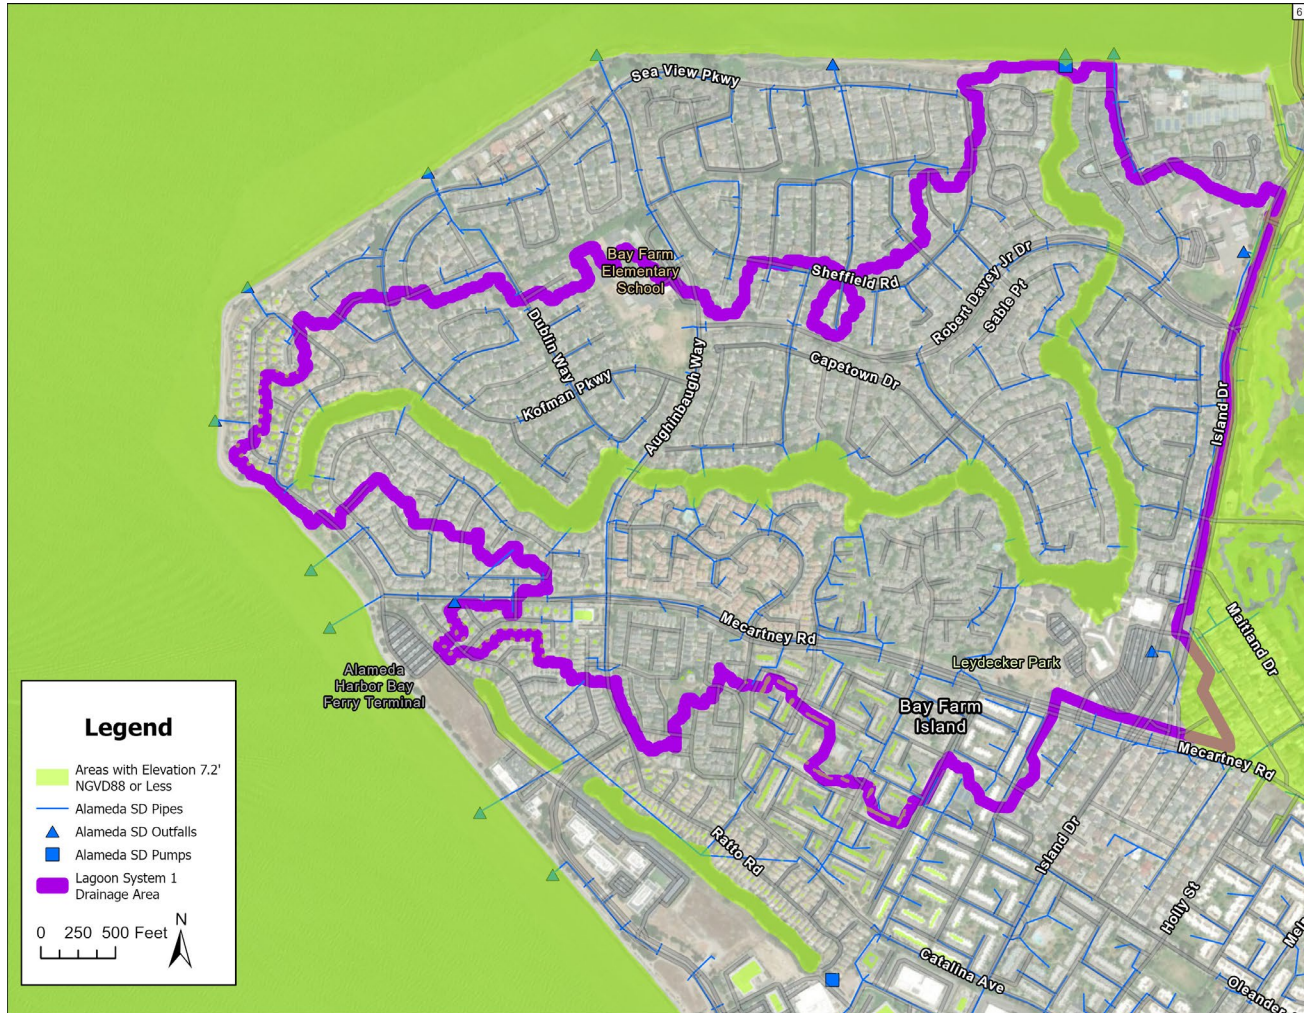 6
Sea View Pkwy
Bay Farm
Elementary
School
Sheffield Rd
Robert Davey Jr Dr
Sable Pt
Dublin Way
Kofman Pkwy
Aughinbaugh Way
Capetown Dr
Island Dr
Maitland Dr
Mecartney Rd
Leydecker Park
Alameda
Harbor Bay
Ferry Terminal
Bay Farm
Island
Mecartney Rd
Ratto Rd
Island Dr
Holly St
Catalina Ave
Oleander
Legend
Areas with Elevation 7.2'
NGVD88 or Less
Alameda SD Pipes
Alameda SD Outfalls
Alameda SD Pumps
Lagoon System 1
Drainage Area
0 250 500 Feet
N